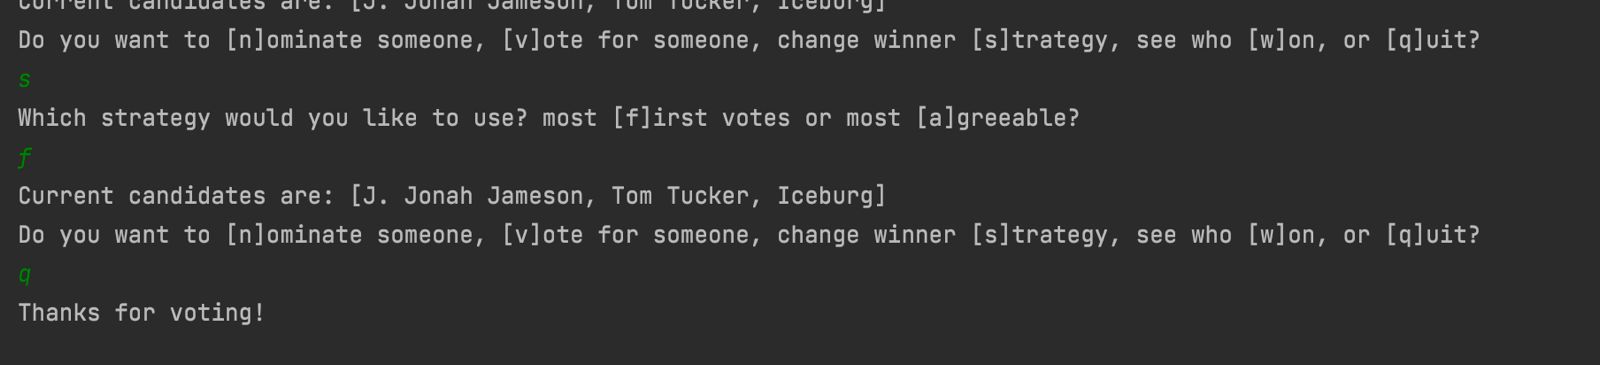 Current candidates are: [J. Jonah Jameson, Tom Tucker, Iceburg]
Do you want to [n]ominate someone, [v]ote for someone, change winner [s]trategy, see who [w]on, or [q]uit?
s
Which strategy would you like to use? most [f]irst votes or most [a]greeable?
f
Current candidates are: [J. Jonah Jameson, Tom Tucker, Iceburg]
Do you want to [n]ominate someone, [v]ote for someone, change winner [s]trategy, see who [w]on, or [q]uit?
q
Thanks for voting!